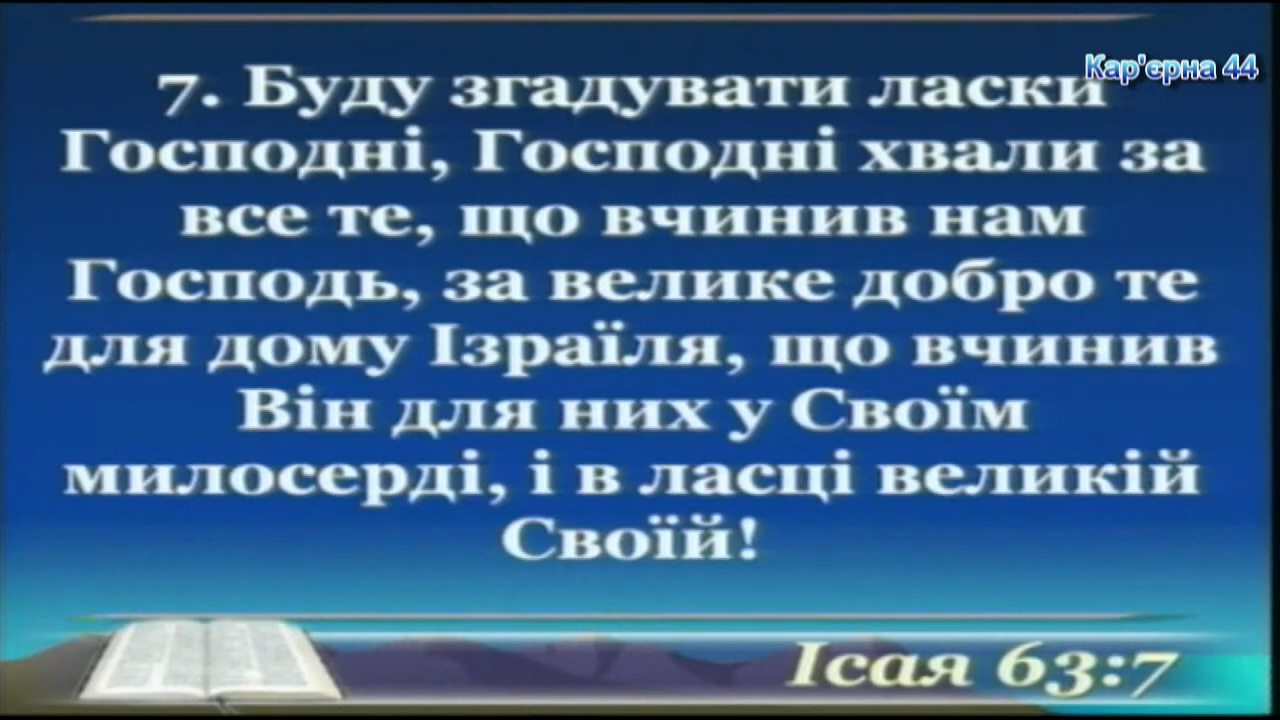 Кар'єрна 44
7. Буду згадувати ласки
Господні, Господні хвали за
все те, що вчинив нам
Господь, за велике добро те
для дому Ізраїля, що вчинив
Він для них у Своїм
милосерді, і в ласці великій
Своїй!
Ісая 63:7